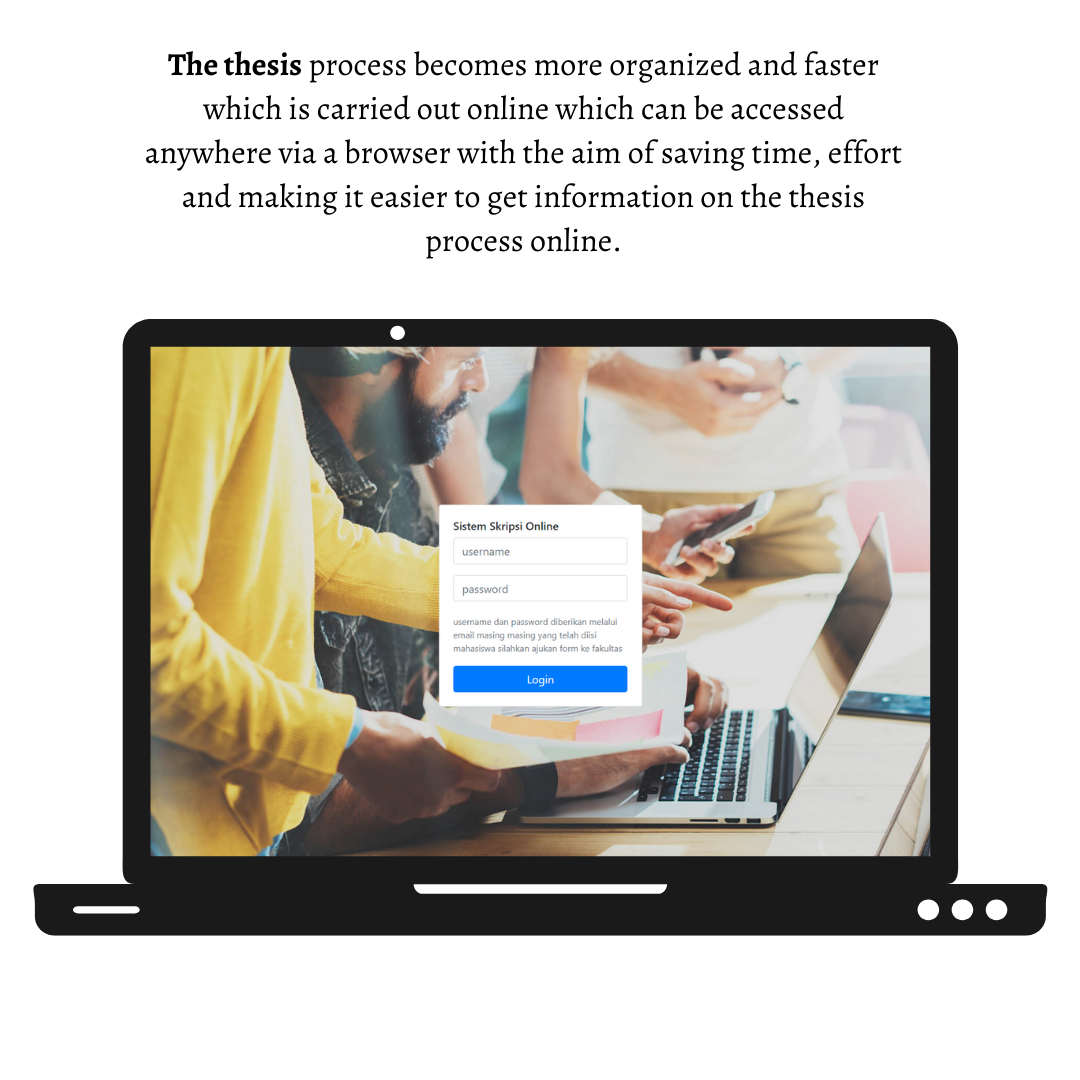 The thesis process becomes more organized and faster
which is carried out online which can be accessed
anywhere via a browser with the aim of saving time, effort
and making it easier to get information on the thesis
process online.
Sistem Skripsi Online
username
password
username dan password diberikan melalui
email masing masing yang telah diisi
mahasiswa silahkan ajukan form ke fakultas
Login